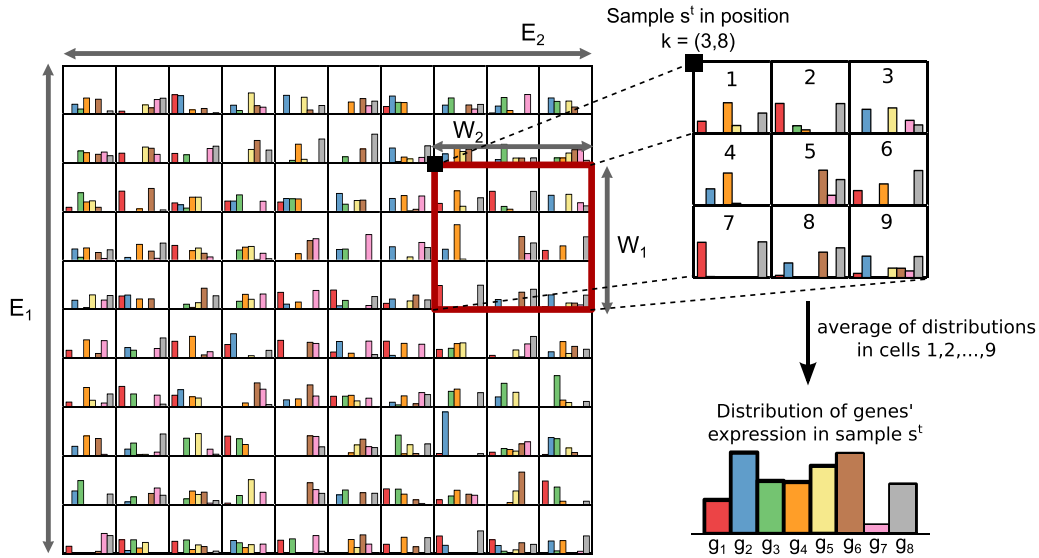 E2
Sample s^t in position
k = (3,8)
W2
E1
W1
1
2
3
4
5
6
7
8
9
average of distributions
in cells 1,2,...,9
Distribution of genes'
expression in sample s^t
g1 g2 g3 g4 g5 g6 g7 g8